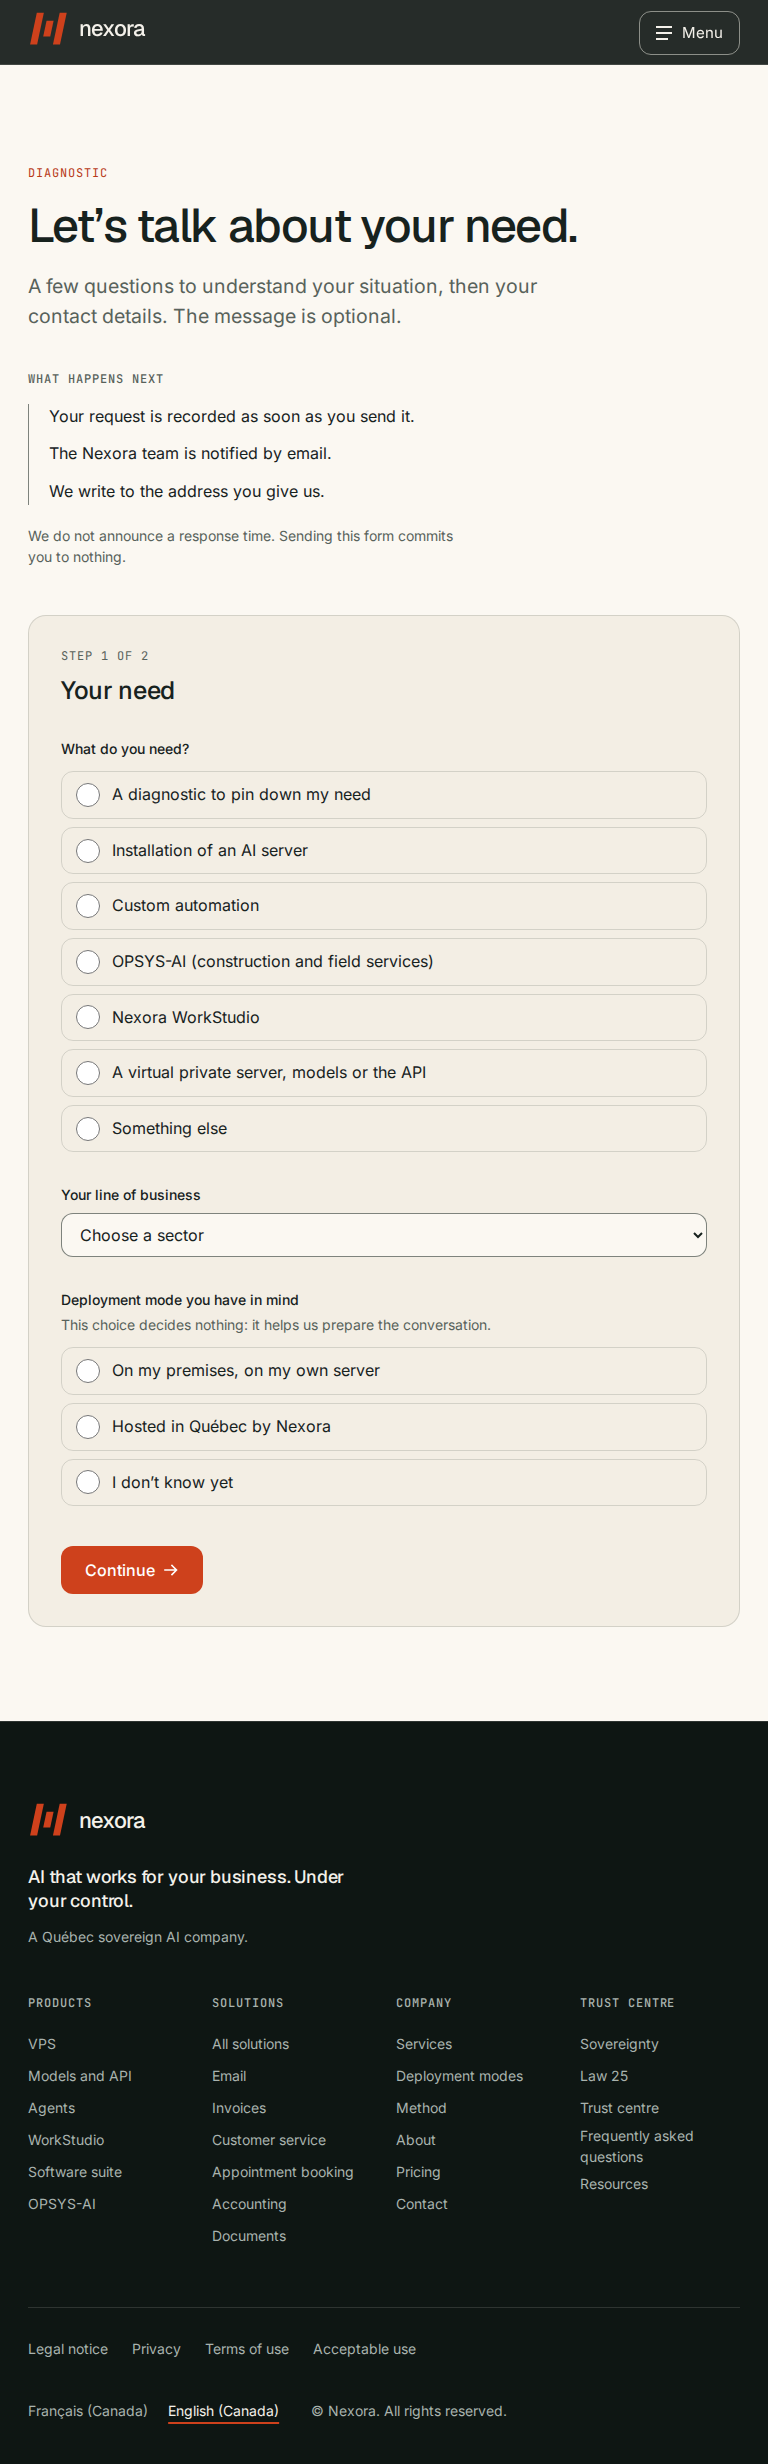 nexora
Menu
DIAGNOSTIC
Let’s talk about your need.
A few questions to understand your situation, then your
contact details. The message is optional.
WHAT HAPPENS NEXT
Your request is recorded as soon as you send it.
The Nexora team is notified by email.
We write to the address you give us.
We do not announce a response time. Sending this form commits
you to nothing.
STEP 1 OF 2
Your need
What do you need?
A diagnostic to pin down my need
Installation of an AI server
Custom automation
OPSYS-AI (construction and field services)
Nexora WorkStudio
A virtual private server, models or the API
Something else
Your line of business
Choose a sector
Deployment mode you have in mind
This choice decides nothing: it helps us prepare the conversation.
On my premises, on my own server
Hosted in Québec by Nexora
I don’t know yet
Continue →
nexora
AI that works for your business. Under
your control.
A Québec sovereign AI company.
PRODUCTS
VPS
Models and API
Agents
WorkStudio
Software suite
OPSYS-AI
SOLUTIONS
All solutions
Email
Invoices
Customer service
Appointment booking
Accounting
Documents
COMPANY
Services
Deployment modes
Method
About
Pricing
Contact
TRUST CENTRE
Sovereignty
Law 25
Trust centre
Frequently asked
questions
Resources
Legal notice Privacy Terms of use Acceptable use
Français (Canada) English (Canada) © Nexora. All rights reserved.